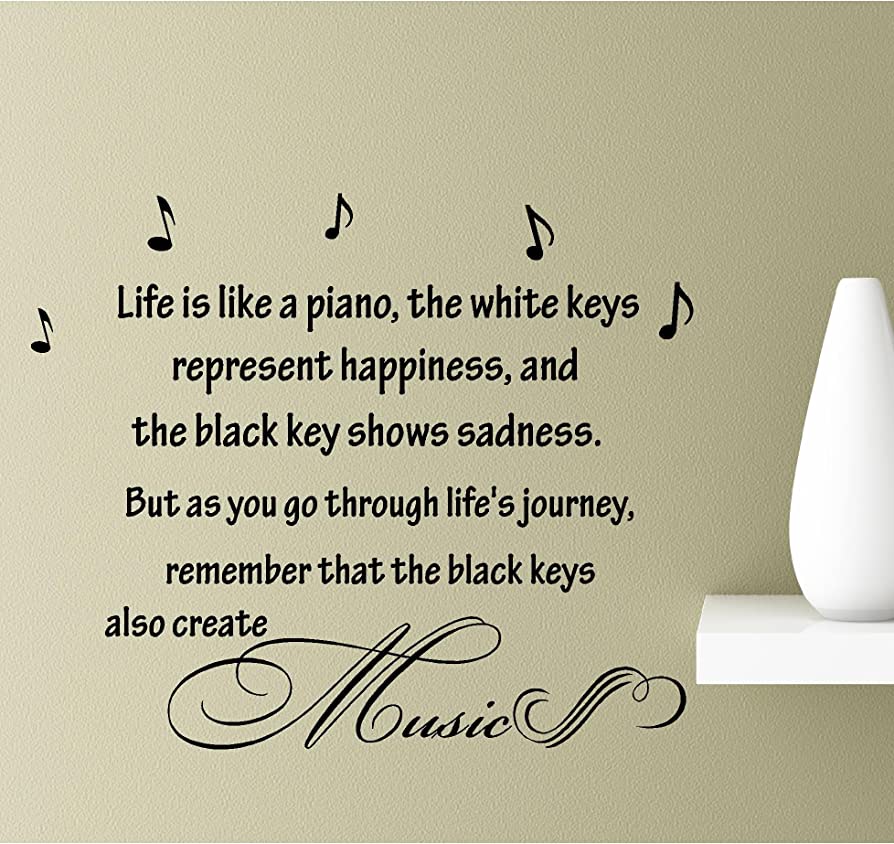 Life is like a piano, the white keys
represent happiness, and
the black key shows sadness.
But as you go through life's journey,
remember that the black keys
also create
Music